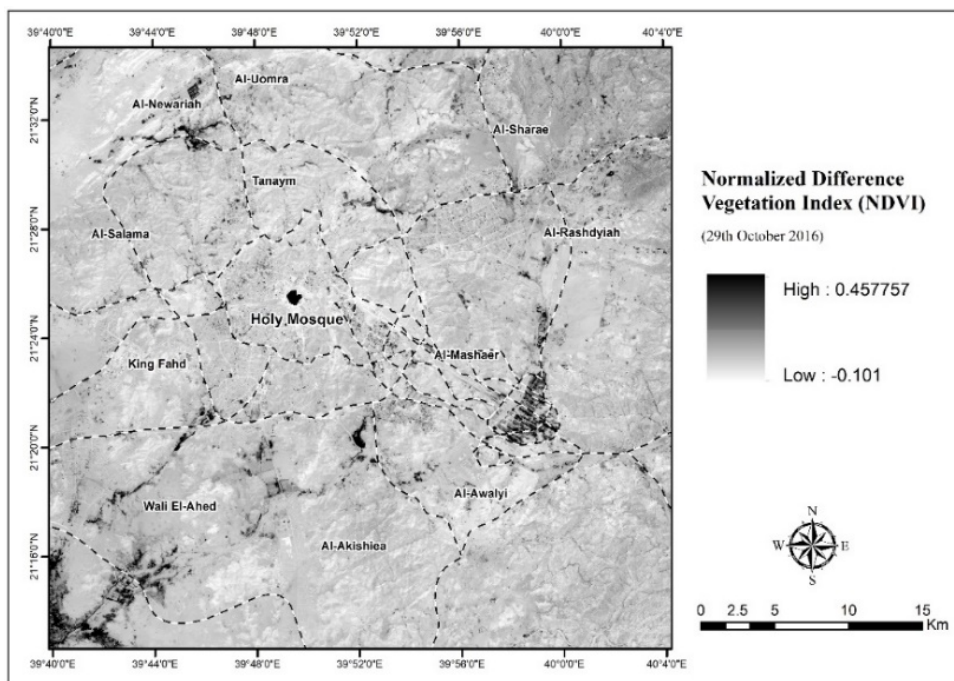 39°40'0"E 39°44'0"E 39°48'0"E 39°52'0"E 39°56'0"E 40°0'0"E 40°4'0"E
Al-Uomra
Al-Newariah
21°32'0"N
Al-Sharae
Tanaym
21°28'0"N
Al-Salama
Al-Rashdyiah
Holy Mosque
21°24'0"N
Al-Mashaer
King Fahd
21°20'0"N
Al-Awalyi
Wali El-Ahed
Al-Akishiea
21°16'0"N
39°40'0"E 39°44'0"E 39°48'0"E 39°52'0"E 39°56'0"E 40°0'0"E 40°4'0"E
Normalized Difference
Vegetation Index (NDVI)
(29th October 2016)
High : 0.457757
Low : -0.101
N
W E
S
0 2.5 5 10 15
Km